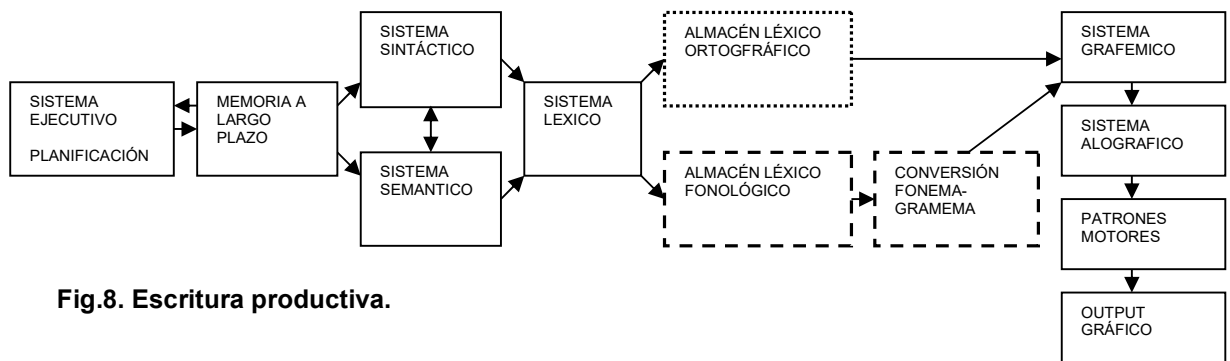 SISTEMA
EJECUTIVO
PLANIFICACIÓN
MEMORIA A
LARGO
PLAZO
SISTEMA
SINTÁCTICO
SISTEMA
SEMANTICO
SISTEMA
LEXICO
ALMACÉN LÉXICO
ORTOGFRÁFICO
ALMACÉN LÉXICO
FONOLÓGICO
CONVERSIÓN
FONEMA-
GRAMEMA
SISTEMA
GRAFEMICO
SISTEMA
ALOGRAFICO
PATRONES
MOTORES
OUTPUT
GRÁFICO
Fig.8. Escritura productiva.